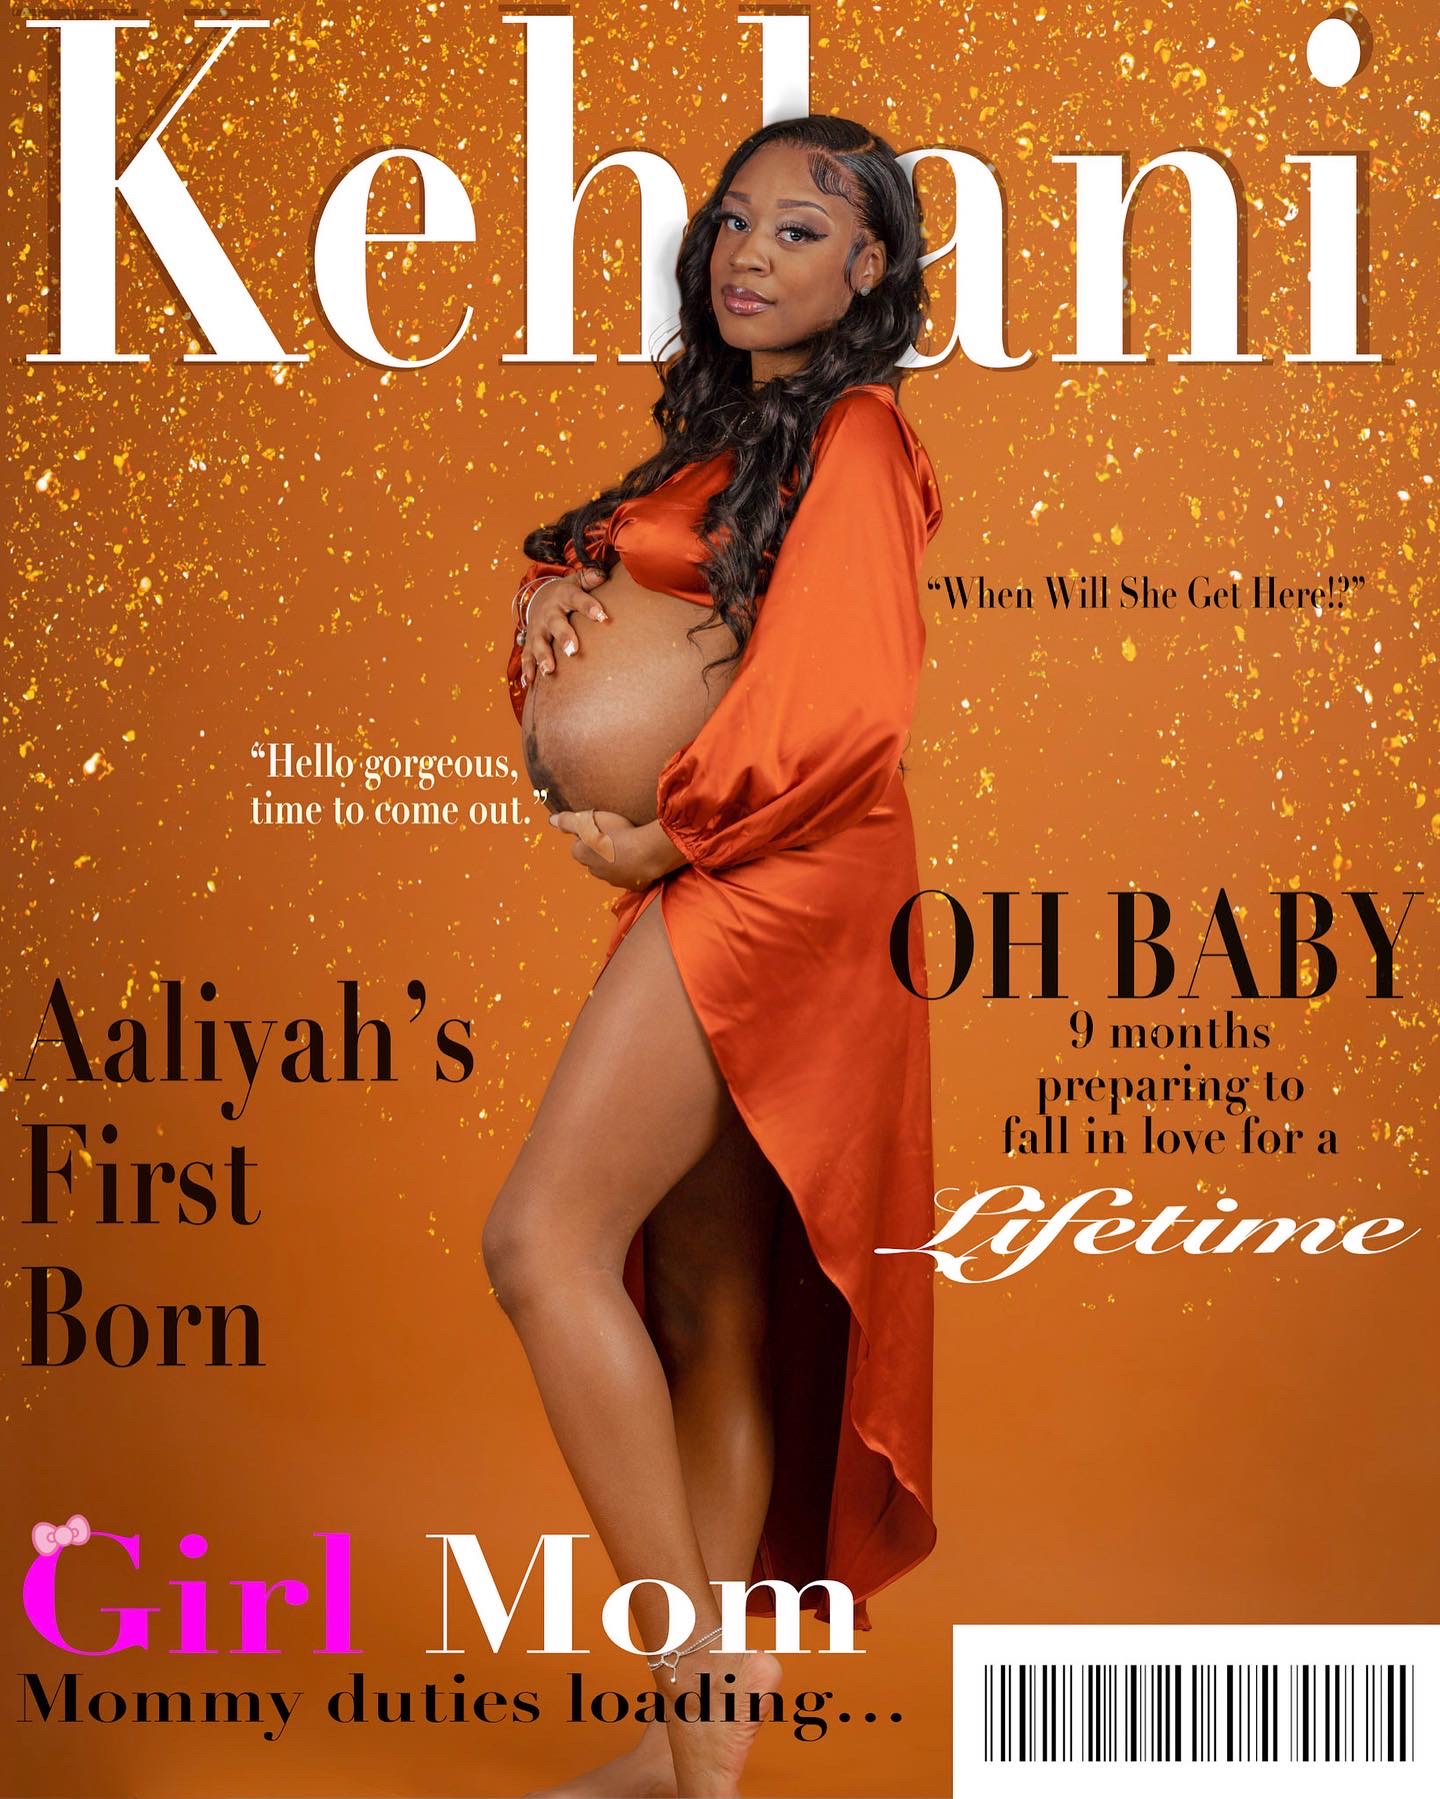 Kehlani
“When Will She Get Here!?”
“Hello gorgeous,
time to come out.”
OH BABY
9 months
preparing to
fall in love for a
Lifetime
Aaliyah’s
First
Born
Girl Mom
Mommy duties loading...